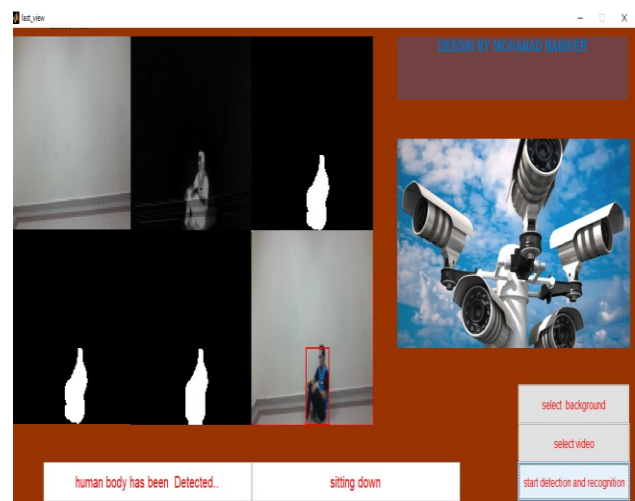 last_view
DESGIN BY MOHANAD BABIKER
select background
select video
start detection and recognition
human body has been Detected..
sitting down